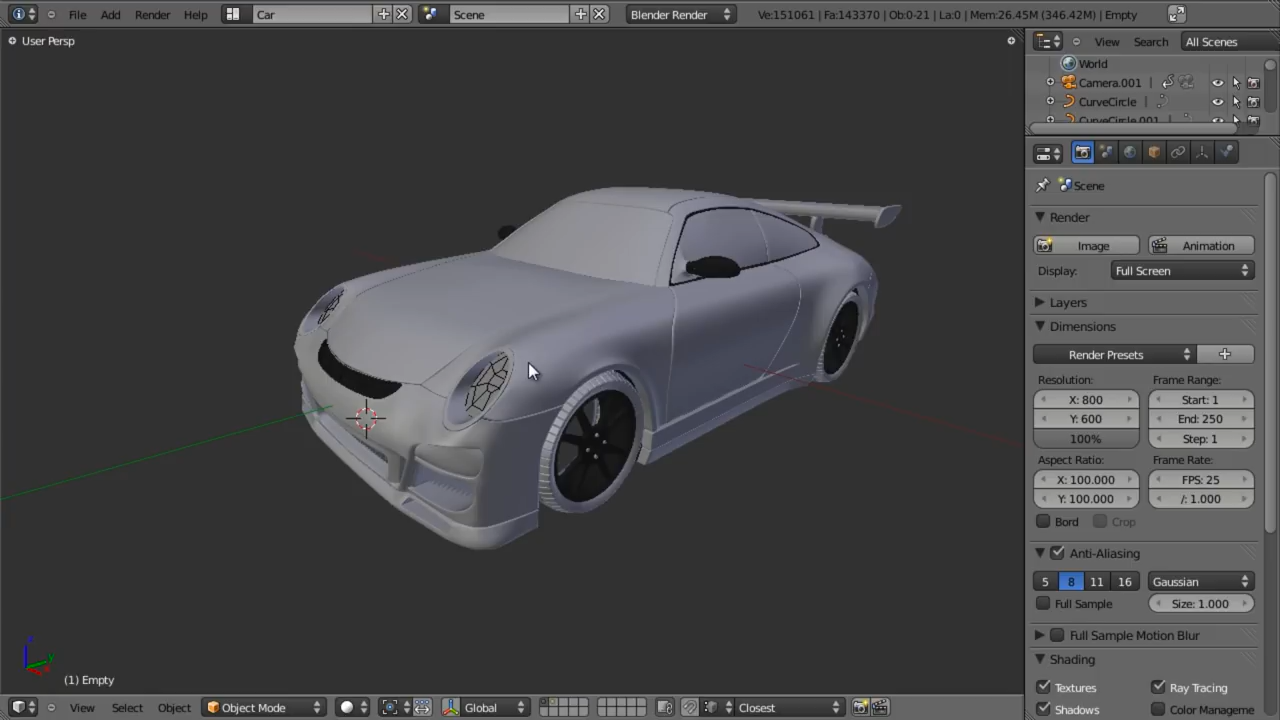 File Add Render Help Car Scene Blender Render Ve:151061 | Fa:143370 | Ob:0-21 | La:0 | Mem:26.45M (346.42M) | Empty
User Persp
View Search All Scenes
World
Camera.001
CurveCircle
CurveCircle.001
Scene
Render
Image Animation
Display: Full Screen
Layers
Dimensions
Render Presets
Resolution: Frame Range:
X: 800 Start: 1
Y: 600 End: 250
100% Step: 1
Aspect Ratio: Frame Rate:
X: 100.000 FPS: 25
Y: 100.000 /: 1.000
Bord Crop
Anti-Aliasing
5 8 11 16 Gaussian
Full Sample Size: 1.000
Full Sample Motion Blur
Shading
Textures Ray Tracing
Shadows Color Manageme
z
y
x
(1) Empty
View Select Object Object Mode Global Closest